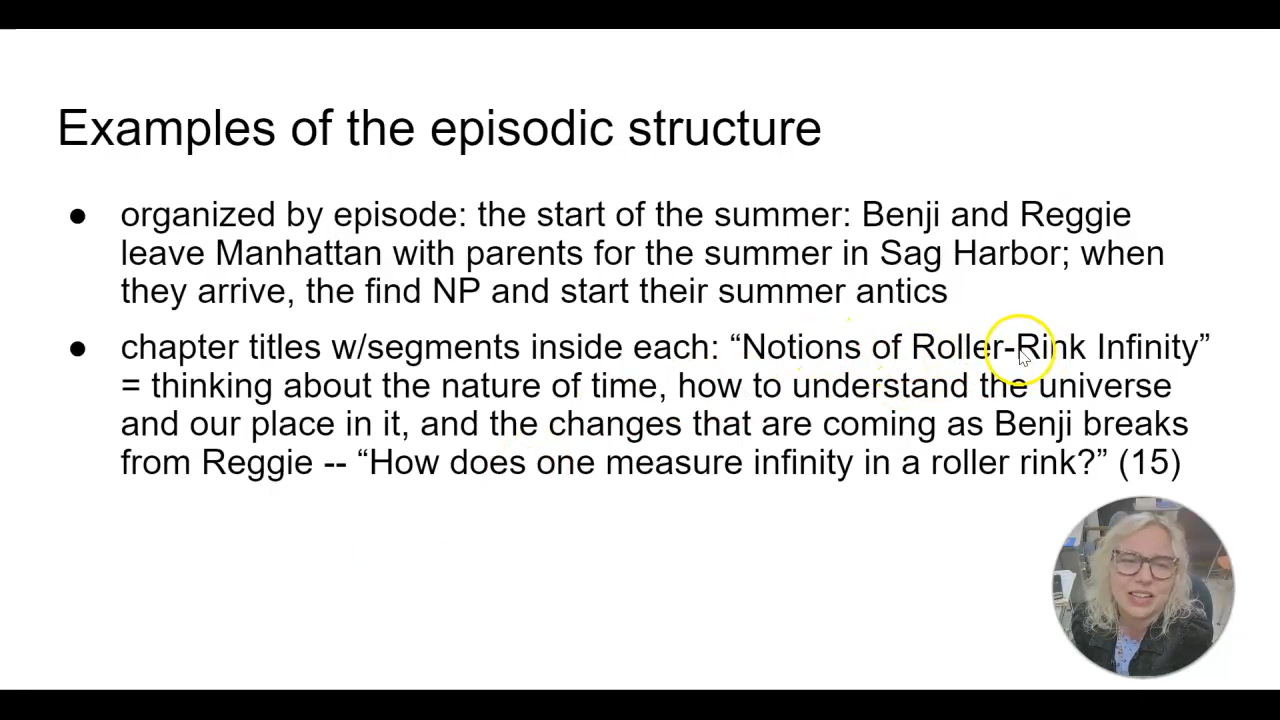 Examples of the episodic structure
● organized by episode: the start of the summer: Benji and Reggie
leave Manhattan with parents for the summer in Sag Harbor; when
they arrive, the find NP and start their summer antics
● chapter titles w/segments inside each: “Notions of Roller-Rink Infinity”
= thinking about the nature of time, how to understand the universe
and our place in it, and the changes that are coming as Benji breaks
from Reggie -- “How does one measure infinity in a roller rink?” (15)